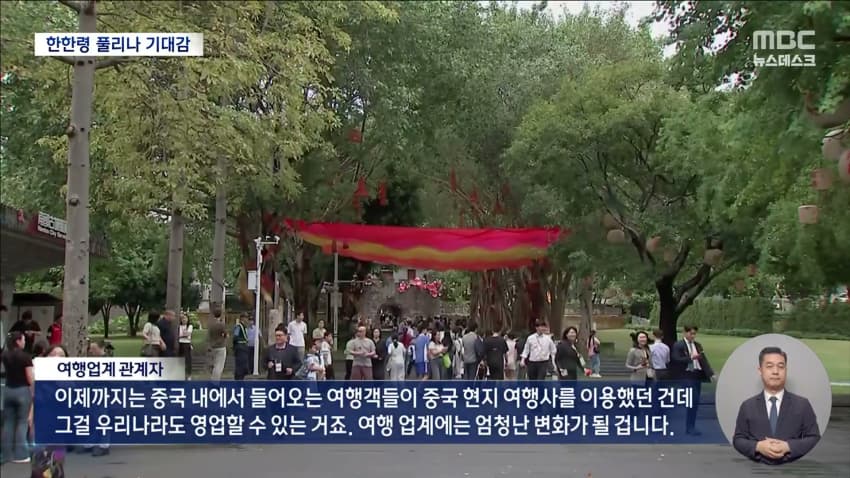 한한령 풀리나 기대감
MBC
뉴스데스크
여행업계 관계자
이제까지는 중국 내에서 들어오는 여행객들이 중국 현지 여행사를 이용했던 건데
그걸 우리나라도 영업할 수 있는 거죠. 여행 업계에는 엄청난 변화가 될 겁니다.